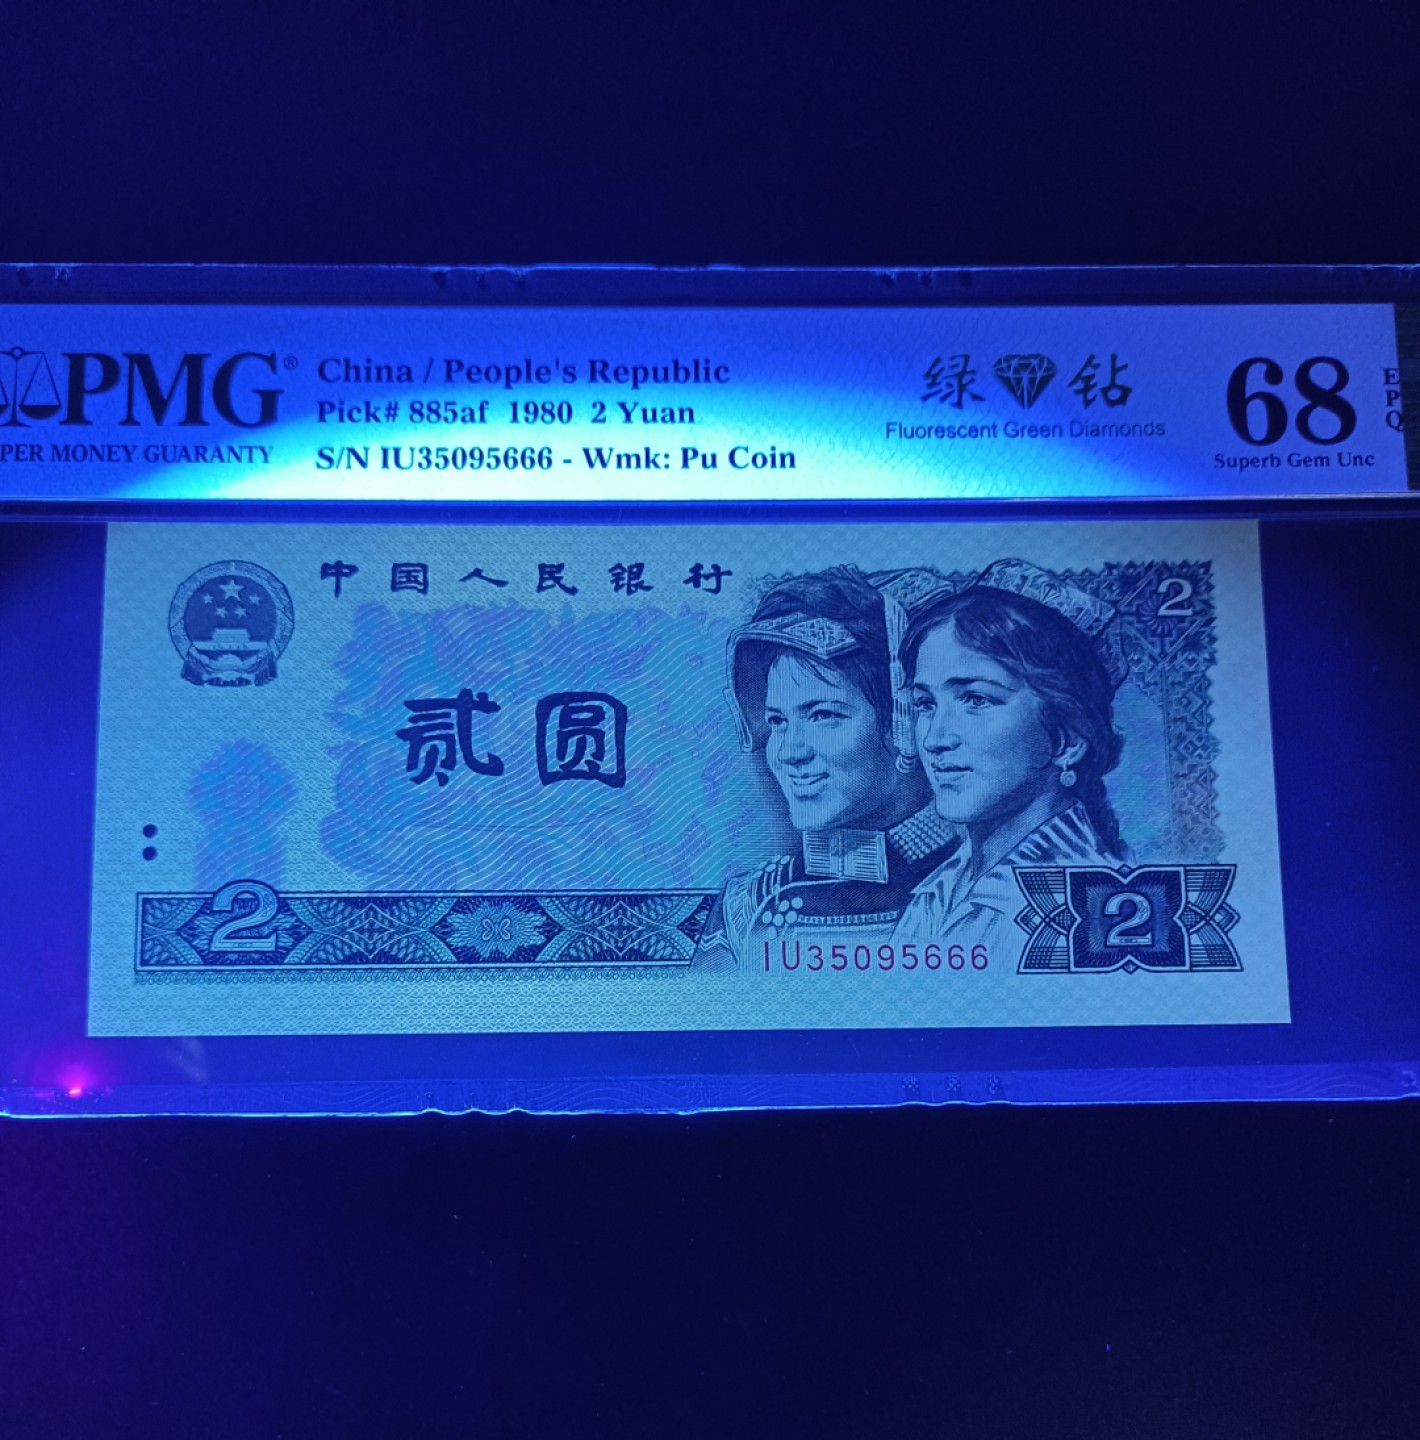 PMG®
PER MONEY GUARANTY
China / People's Republic
Pick# 885af 1980 2 Yuan
S/N IU35095666 - Wmk: Pu Coin
绿 钻
Fluorescent Green Diamonds
68
EPQ
Superb Gem Unc
中国人民银行
2
贰圆
2
IU35095666
2